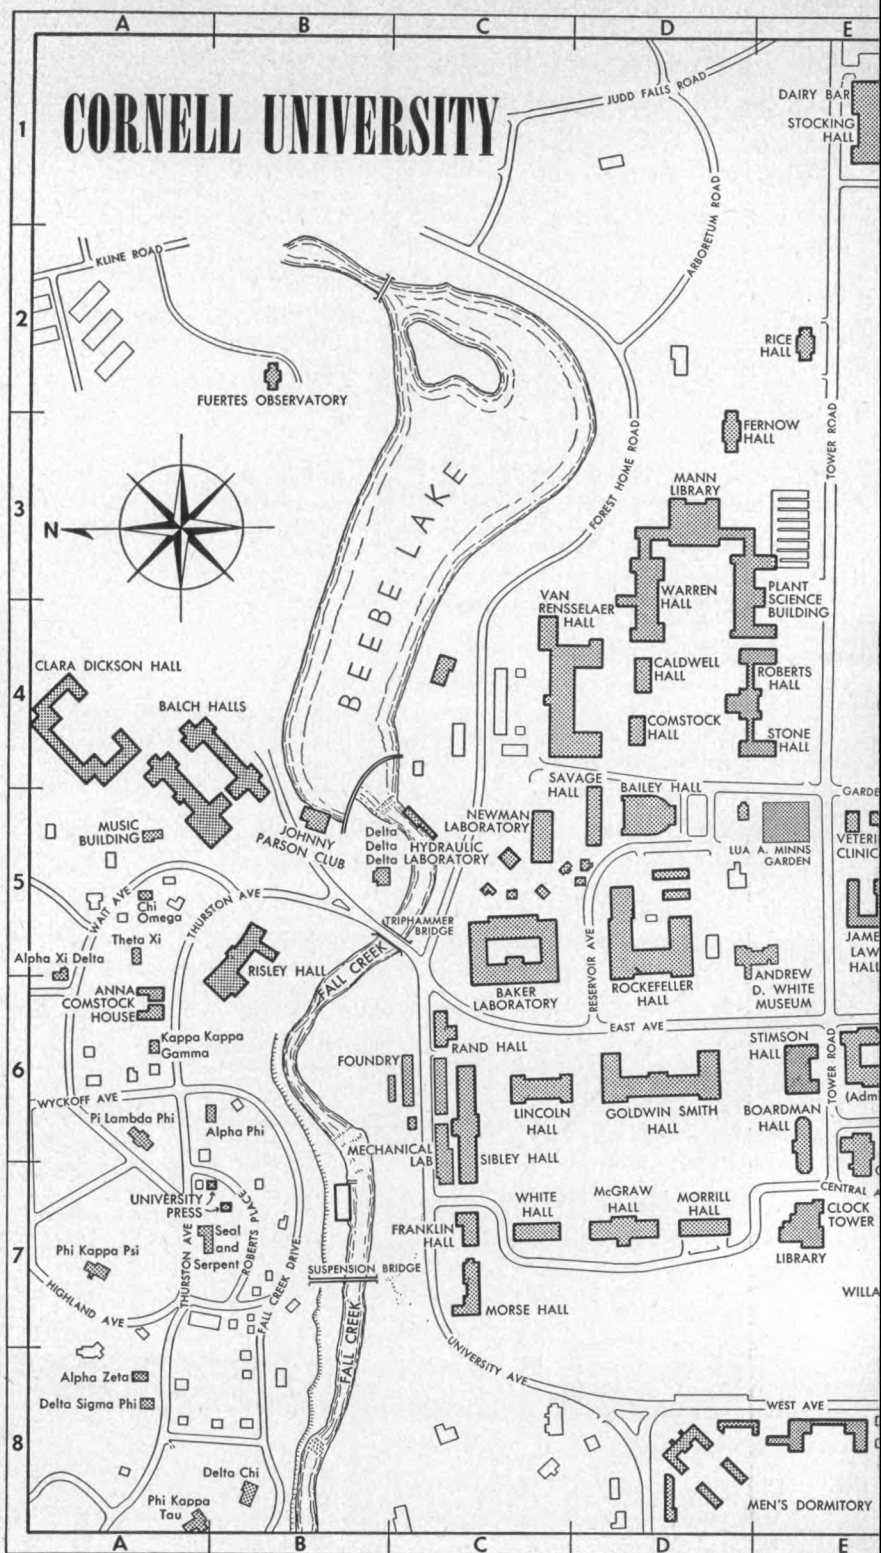 A B C D E
CORNELL UNIVERSITY
1
JUDD FALLS ROAD
DAIRY BAR
STOCKING
HALL
ARBORETUM ROAD
KLINE ROAD
2
RICE
HALL
FUERTES OBSERVATORY
FERNOW
HALL
TOWER ROAD
FOREST HOME ROAD
BEEBE LAKE
MANN
LIBRARY
3
N
VAN
RENSSELAER
HALL
WARREN
HALL
PLANT
SCIENCE
BUILDING
CLARA DICKSON HALL
4
BALCH HALLS
CALDWELL
HALL
ROBERTS
HALL
COMSTOCK
HALL
STONE
HALL
SAVAGE
HALL
BAILEY HALL
GARDE
MUSIC
BUILDING
JOHNNY
PARSON CLUB
Delta
Delta
Delta
HYDRAULIC
LABORATORY
NEWMAN
LABORATORY
LUA A. MINNS
GARDEN
VETERI
CLINIC
5
WAIT AVE
Chi
Omega
THURSTON AVE
TRIPHAMMER
BRIDGE
Theta Xi
Alpha Xi Delta
RISLEY HALL
FALL CREEK
BAKER
LABORATORY
RESERVOIR AVE
ROCKEFELLER
HALL
ANDREW
D. WHITE
MUSEUM
JAME
LAW
HALL
ANNA
COMSTOCK
HOUSE
EAST AVE
Kappa Kappa
Gamma
6
FOUNDRY
RAND HALL
STIMSON
HALL
TOWER ROAD
(Adm
WYCKOFF AVE
Pi Lambda Phi
Alpha Phi
LINCOLN
HALL
GOLDWIN SMITH
HALL
BOARDMAN
HALL
MECHANICAL
LAB
SIBLEY HALL
UNIVERSITY
PRESS
ROBERTS PLACE
WHITE
HALL
McGRAW
HALL
MORRILL
HALL
CENTRAL A
CLOCK
TOWER
FRANKLIN
HALL
LIBRARY
7
Phi Kappa Psi
THURSTON AVE
Seal
and
Serpent
FALL CREEK DRIVE
SUSPENSION BRIDGE
HIGHLAND AVE
MORSE HALL
WILLA
FALL CREEK
UNIVERSITY AVE
Alpha Zeta
Delta Sigma Phi
WEST AVE
8
Delta Chi
Phi Kappa
Tau
MEN'S DORMITORY
A B C D E